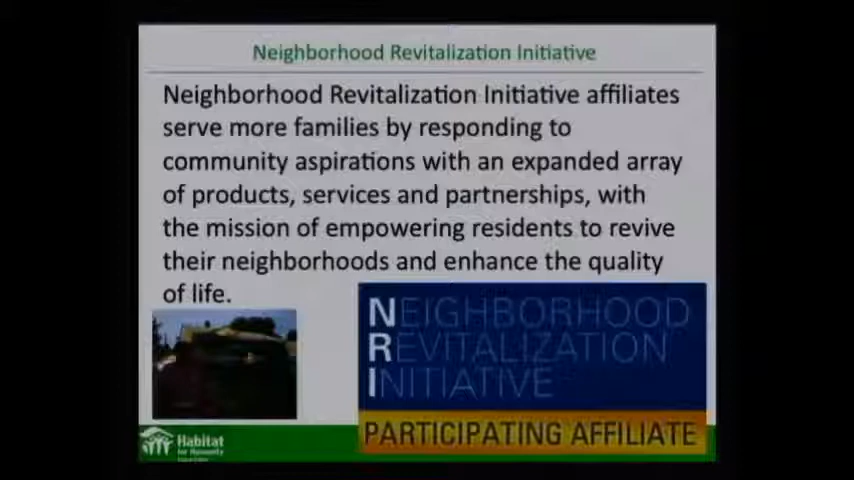 Neighborhood Revitalization Initiative
Neighborhood Revitalization Initiative affiliates
serve more families by responding to
community aspirations with an expanded array
of products, services and partnerships, with
the mission of empowering residents to revive
their neighborhoods and enhance the quality
of life.
NEIGHBORHOOD
REVITALIZATION
INITIATIVE
PARTICIPATING AFFILIATE
Habitat
for Humanity